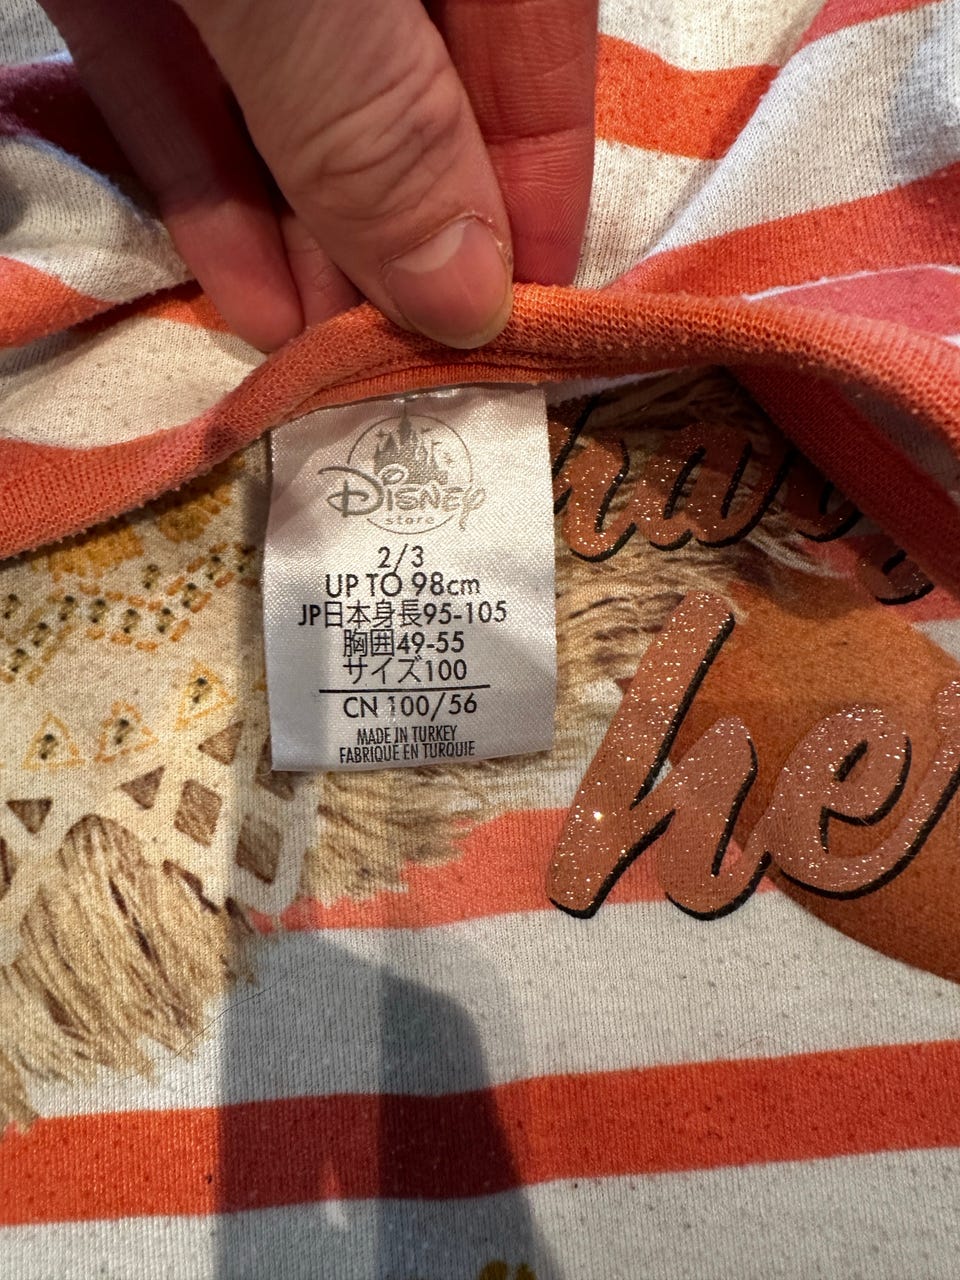 Disney
store
2/3
UP TO 98cm
JP日本身長95-105
胸囲49-55
サイズ100
CN 100/56
MADE IN TURKEY
FABRIQUE EN TURQUIE
he